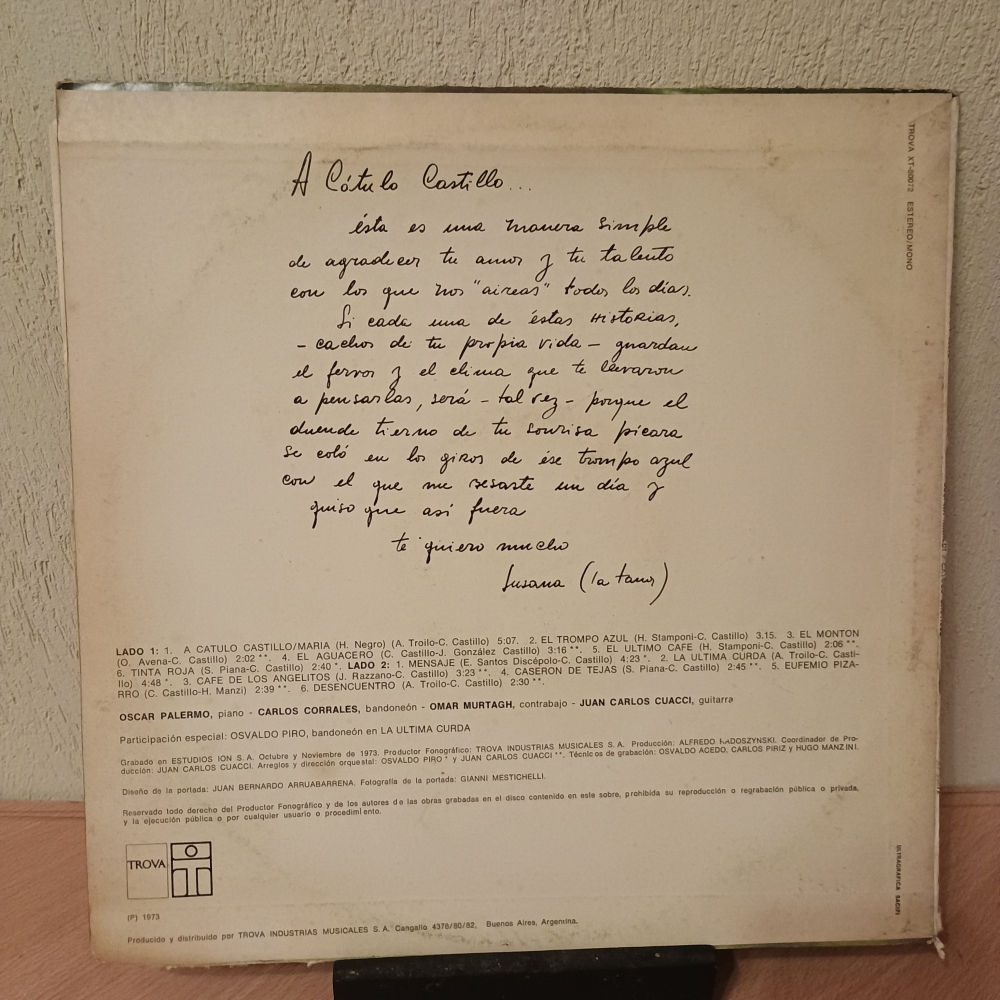 A Cátulo Castillo...
ésta es una manera simple
de agradecer tu amor y tu talento
con los que nos "aireas" todos los días.
Si cada una de éstas HistoRias,
- cachos de tu propia vida - guardan
el fervor y el clima que te llevaron
a pensarlas, será - tal vez - porque el
duende tierno de tu sonrisa pícara
se coló en los giros de ése trompo azul
con el que me besaste un día y
quiso que así fuera
te quiero mucho
Susana (la tana)
TROVA XT-80072 ESTEREO/MONO
LADO 1: 1. A CATULO CASTILLO/MARIA (H. Negro) (A. Troilo-C. Castillo) 5:07. 2. EL TROMPO AZUL (H. Stamponi-C. Castillo) 3.15. 3. EL MONTON
(O. Avena-C. Castillo) 2:02 **. 4. EL AGUACERO (C. Castillo-J. González Castillo) 3:16 **. 5. EL ULTIMO CAFE (H. Stamponi-C. Castillo) 2:06 **.
6. TINTA ROJA (S. Piana-C. Castillo) 2:40 *. LADO 2: 1. MENSAJE (E. Santos Discépolo-C. Castillo) 4:23 *. 2. LA ULTIMA CURDA (A. Troilo-C. Casti-
llo) 4:48 *. 3. CAFE DE LOS ANGELITOS (J. Razzano-C. Castillo) 3:23 **. 4. CASERON DE TEJAS (S. Piana-C. Castillo) 2:45 **. 5. EUFEMIO PIZA-
RRO (C. Castillo-H. Manzi) 2:39 **. 6. DESENCUENTRO (A. Troilo-C. Castillo) 2:30 **.
OSCAR PALERMO, piano - CARLOS CORRALES, bandoneón - OMAR MURTAGH, contrabajo - JUAN CARLOS CUACCI, guitarra
Participación especial: OSVALDO PIRO, bandoneón en LA ULTIMA CURDA
Grabado en ESTUDIOS ION S.A. Octubre y Noviembre de 1973. Productor Fonográfico: TROVA INDUSTRIAS MUSICALES S.A. Producción: ALFREDO RADOSZYNSKI. Coordinador de Pro-
ducción: JUAN CARLOS CUACCI. Arreglos y dirección orquestal: OSVALDO PIRO * y JUAN CARLOS CUACCI **. Técnicos de grabación: OSVALDO ACEDO, CARLOS PIRIZ y HUGO MANZINI.
Diseño de la portada: JUAN BERNARDO ARRUABARRENA. Fotografía de la portada: GIANNI MESTICHELLI.
Reservado todo derecho del Productor Fonográfico y de los autores de las obras grabadas en el disco contenido en este sobre, prohibida su reproducción o regrabación pública o privada,
y la ejecución pública o por cualquier usuario o procedimiento.
TROVA
(P) 1973
Producido y distribuido por TROVA INDUSTRIAS MUSICALES S.A. Cangallo 4378/80/82. Buenos Aires, Argentina.
ULTRAGRAFICA SACIFI